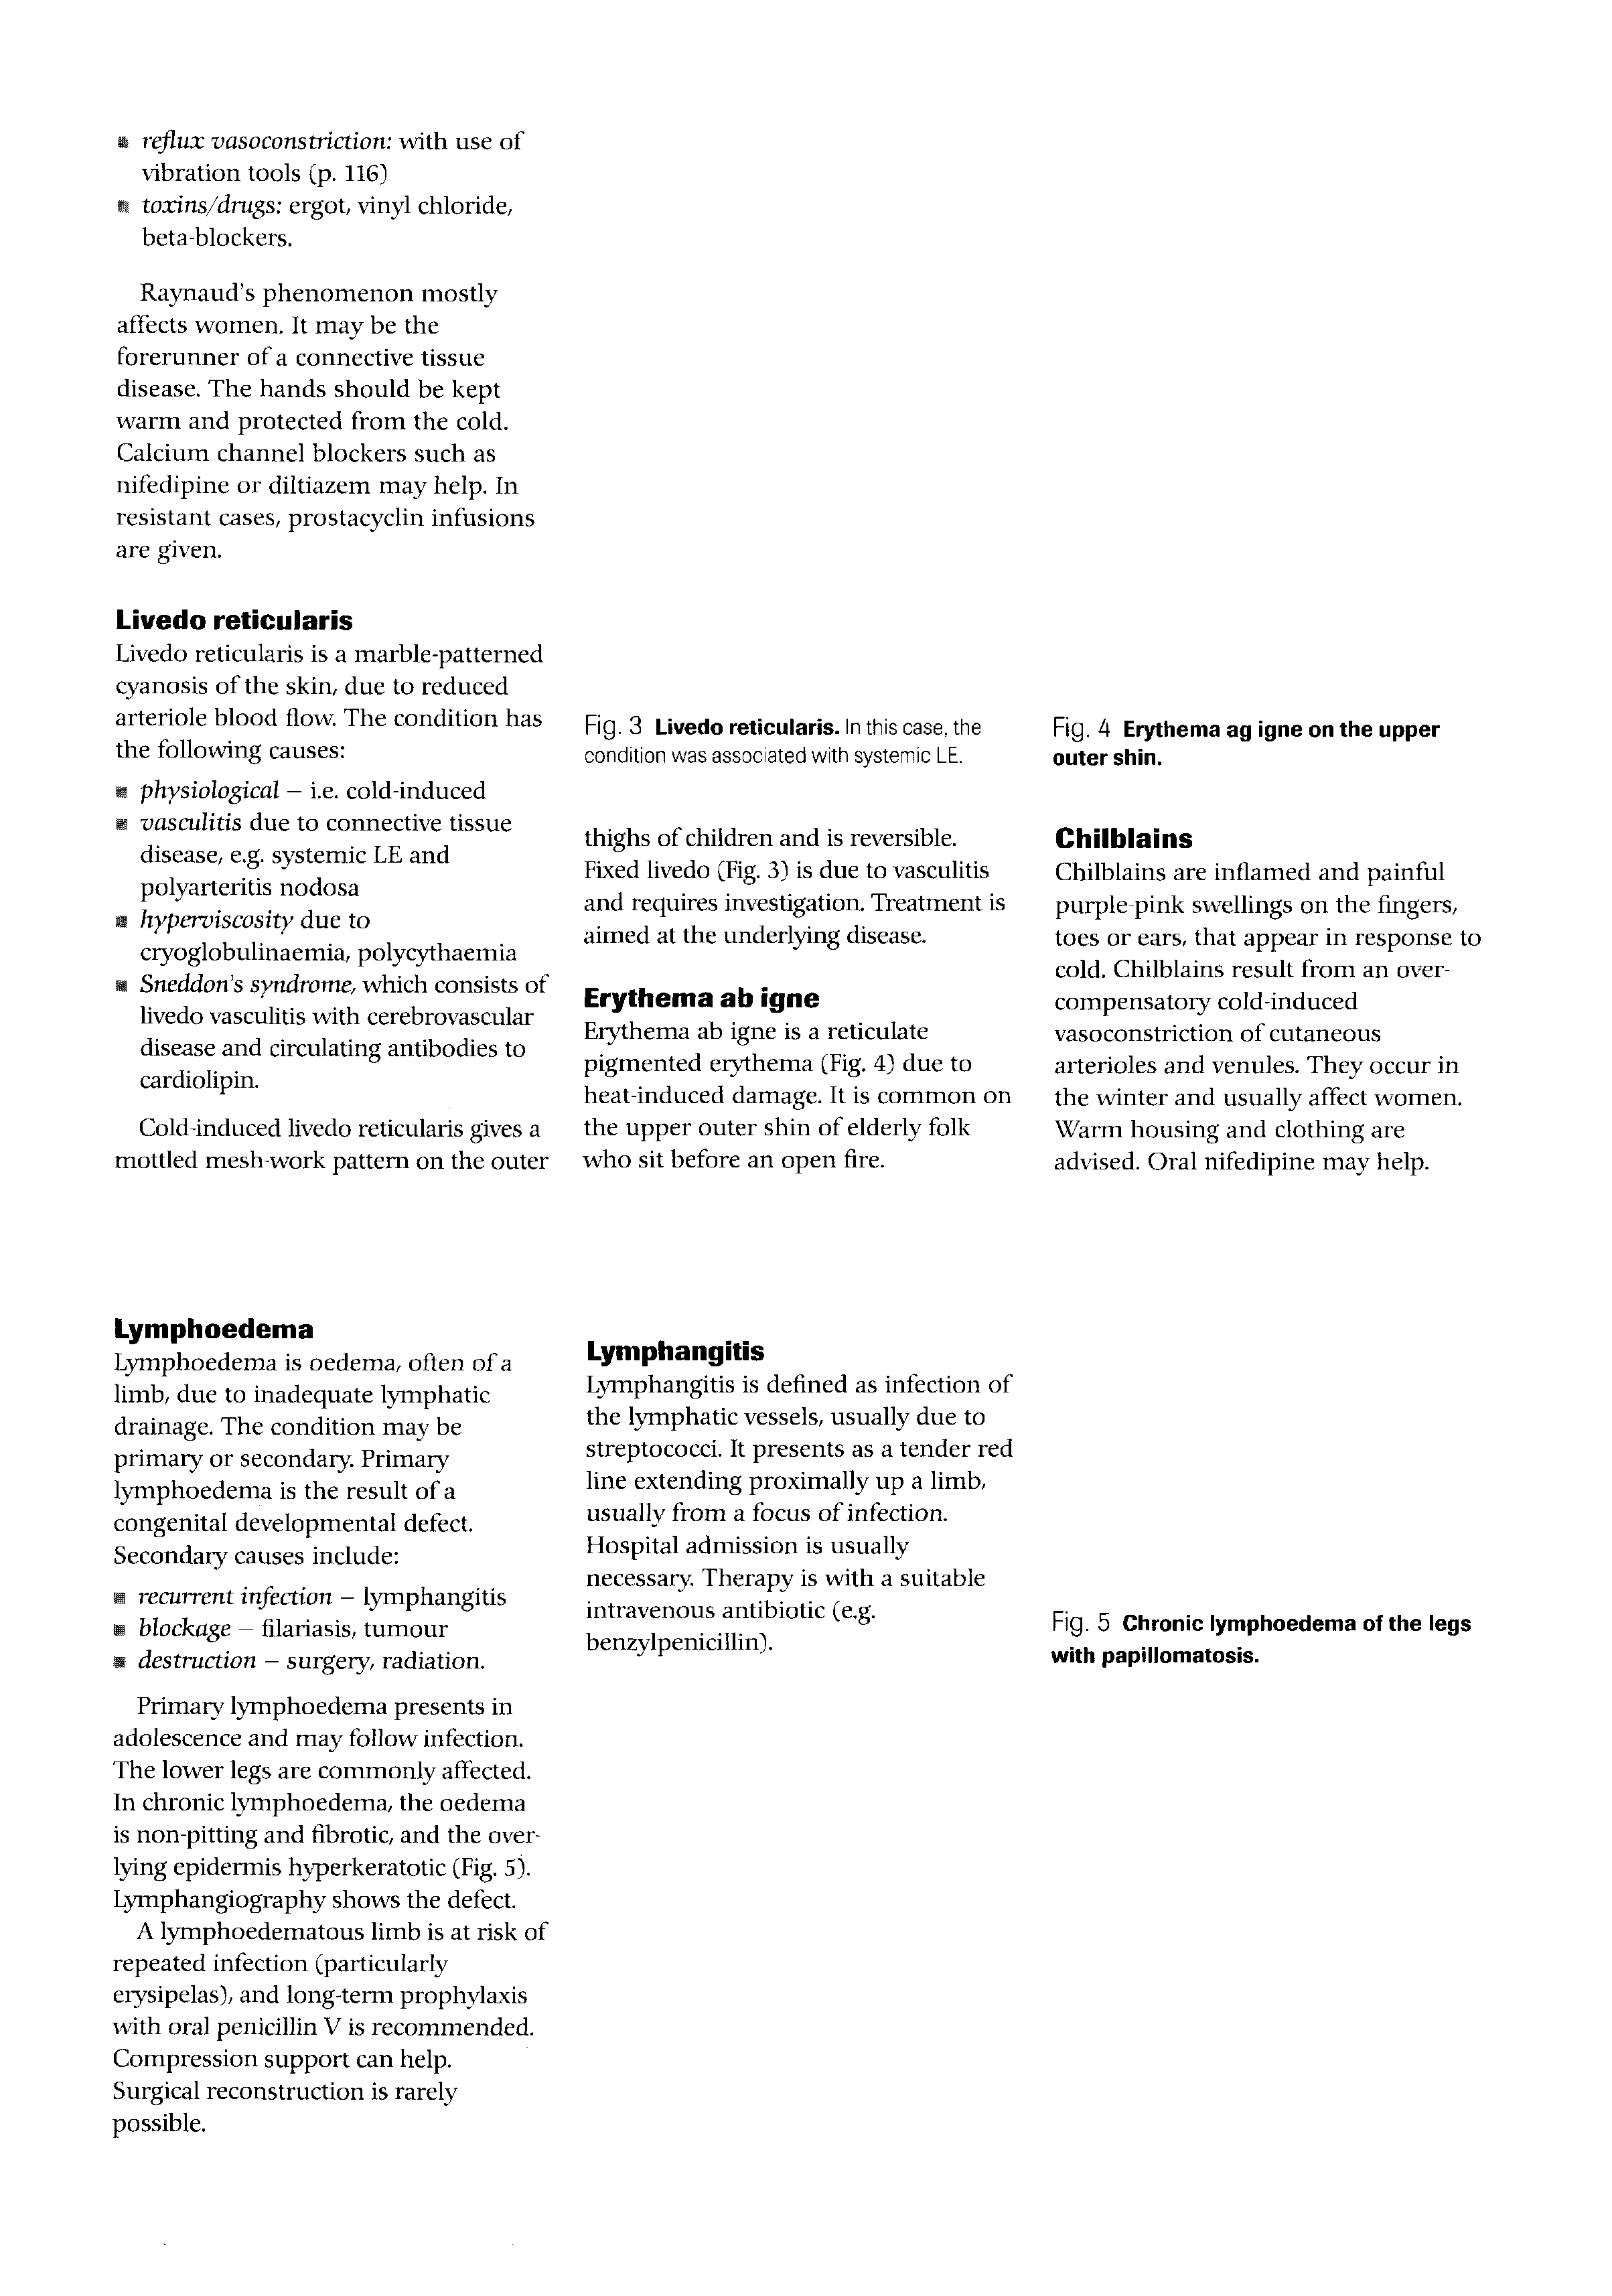 ▪ reflux vasoconstriction: with use of
vibration tools (p. 116)
▪ toxins/drugs: ergot, vinyl chloride,
beta-blockers.
Raynaud's phenomenon mostly
affects women. It may be the
forerunner of a connective tissue
disease. The hands should be kept
warm and protected from the cold.
Calcium channel blockers such as
nifedipine or diltiazem may help. In
resistant cases, prostacyclin infusions
are given.
Livedo reticularis
Livedo reticularis is a marble-patterned
cyanosis of the skin, due to reduced
arteriole blood flow. The condition has
the following causes:
▪ physiological – i.e. cold-induced
▪ vasculitis due to connective tissue
disease, e.g. systemic LE and
polyarteritis nodosa
▪ hyperviscosity due to
cryoglobulinaemia, polycythaemia
▪ Sneddon's syndrome, which consists of
livedo vasculitis with cerebrovascular
disease and circulating antibodies to
cardiolipin.
Cold-induced livedo reticularis gives a
mottled mesh-work pattern on the outer
Fig. 3 Livedo reticularis. In this case, the
condition was associated with systemic LE.
thighs of children and is reversible.
Fixed livedo (Fig. 3) is due to vasculitis
and requires investigation. Treatment is
aimed at the underlying disease.
Erythema ab igne
Erythema ab igne is a reticulate
pigmented erythema (Fig. 4) due to
heat-induced damage. It is common on
the upper outer shin of elderly folk
who sit before an open fire.
Fig. 4 Erythema ag igne on the upper
outer shin.
Chilblains
Chilblains are inflamed and painful
purple-pink swellings on the fingers,
toes or ears, that appear in response to
cold. Chilblains result from an over-
compensatory cold-induced
vasoconstriction of cutaneous
arterioles and venules. They occur in
the winter and usually affect women.
Warm housing and clothing are
advised. Oral nifedipine may help.
Lymphoedema
Lymphoedema is oedema, often of a
limb, due to inadequate lymphatic
drainage. The condition may be
primary or secondary. Primary
lymphoedema is the result of a
congenital developmental defect.
Secondary causes include:
▪ recurrent infection – lymphangitis
▪ blockage – filariasis, tumour
▪ destruction – surgery, radiation.
Primary lymphoedema presents in
adolescence and may follow infection.
The lower legs are commonly affected.
In chronic lymphoedema, the oedema
is non-pitting and fibrotic, and the over-
lying epidermis hyperkeratotic (Fig. 5).
Lymphangiography shows the defect.
A lymphoedematous limb is at risk of
repeated infection (particularly
erysipelas), and long-term prophylaxis
with oral penicillin V is recommended.
Compression support can help.
Surgical reconstruction is rarely
possible.
Lymphangitis
Lymphangitis is defined as infection of
the lymphatic vessels, usually due to
streptococci. It presents as a tender red
line extending proximally up a limb,
usually from a focus of infection.
Hospital admission is usually
necessary. Therapy is with a suitable
intravenous antibiotic (e.g.
benzylpenicillin).
Fig. 5 Chronic lymphoedema of the legs
with papillomatosis.